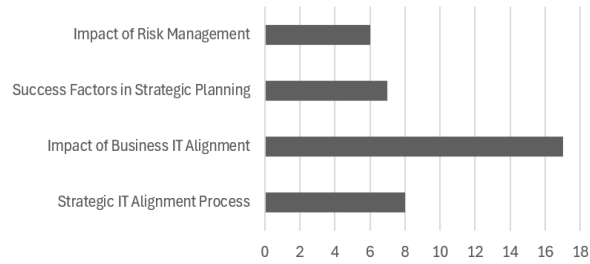 Impact of Risk Management
Success Factors in Strategic Planning
Impact of Business IT Alignment
Strategic IT Alignment Process
0 2 4 6 8 10 12 14 16 18